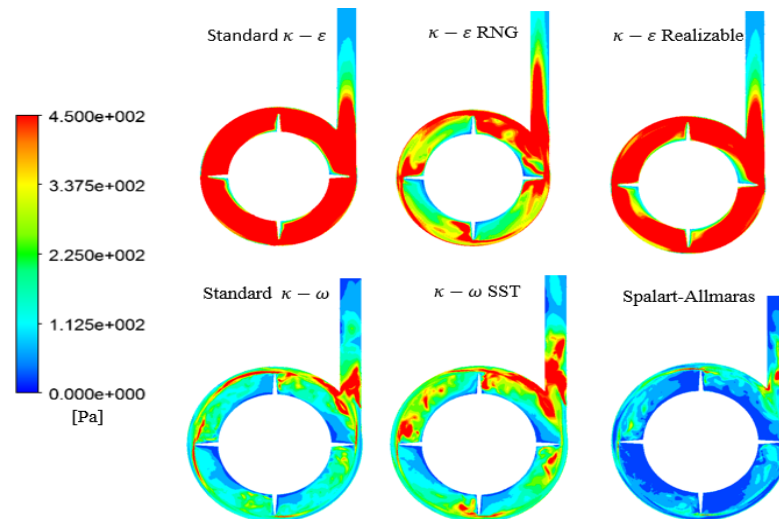 Standard κ − ε
κ − ε RNG
κ − ε Realizable
4.500e+002
3.375e+002
2.250e+002
1.125e+002
0.000e+000
[Pa]
Standard κ − ω
κ − ω SST
Spalart-Allmaras